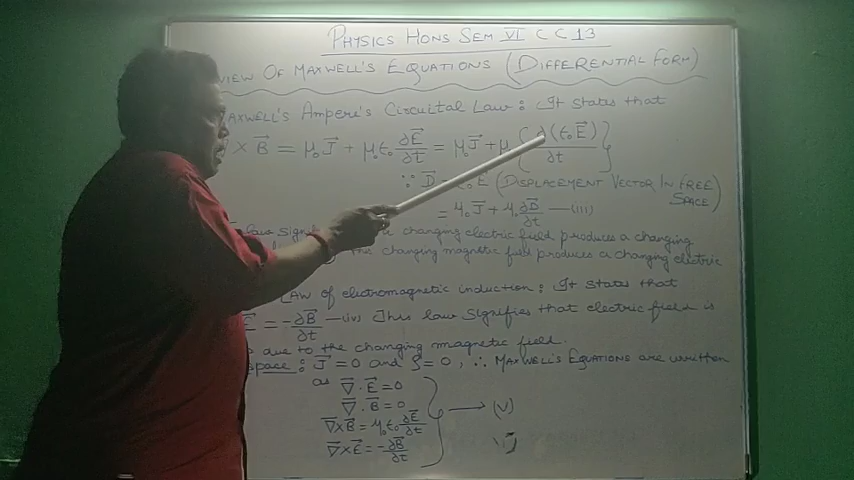 PHYSICS HONS SEM VI C C 13
VIEW OF MAXWELL'S EQUATIONS (DIFFERENTIAL FORM)
MAXWELL'S AMPERE'S CIRCUITAL LAW : It states that
× B⃗ = μ₀J⃗ + μ₀ε₀ ∂E⃗/∂t = μ₀J⃗ + μ₀ { ∂(ε₀E⃗)/∂t }
∵ D⃗ = ε₀E⃗ (DISPLACEMENT VECTOR IN FREE SPACE)
= μ₀J⃗ + μ₀ ∂D⃗/∂t — (iii)
law changing electric field produces a changing
the changing magnetic field produces a changing electric
LAW of electromagnetic induction : It states that
E⃗ = -∂B⃗/∂t — (iv) This law signifies that electric field is
due to the changing magnetic field.
space : J⃗ = 0 and ρ = 0 , ∴ MAXWELL'S EQUATIONS are written
as ∇⃗ . E⃗ = 0
∇⃗ . B⃗ = 0
∇⃗ × B⃗ = μ₀ε₀ ∂E⃗/∂t → (V)
∇⃗ × E⃗ = -∂B⃗/∂t